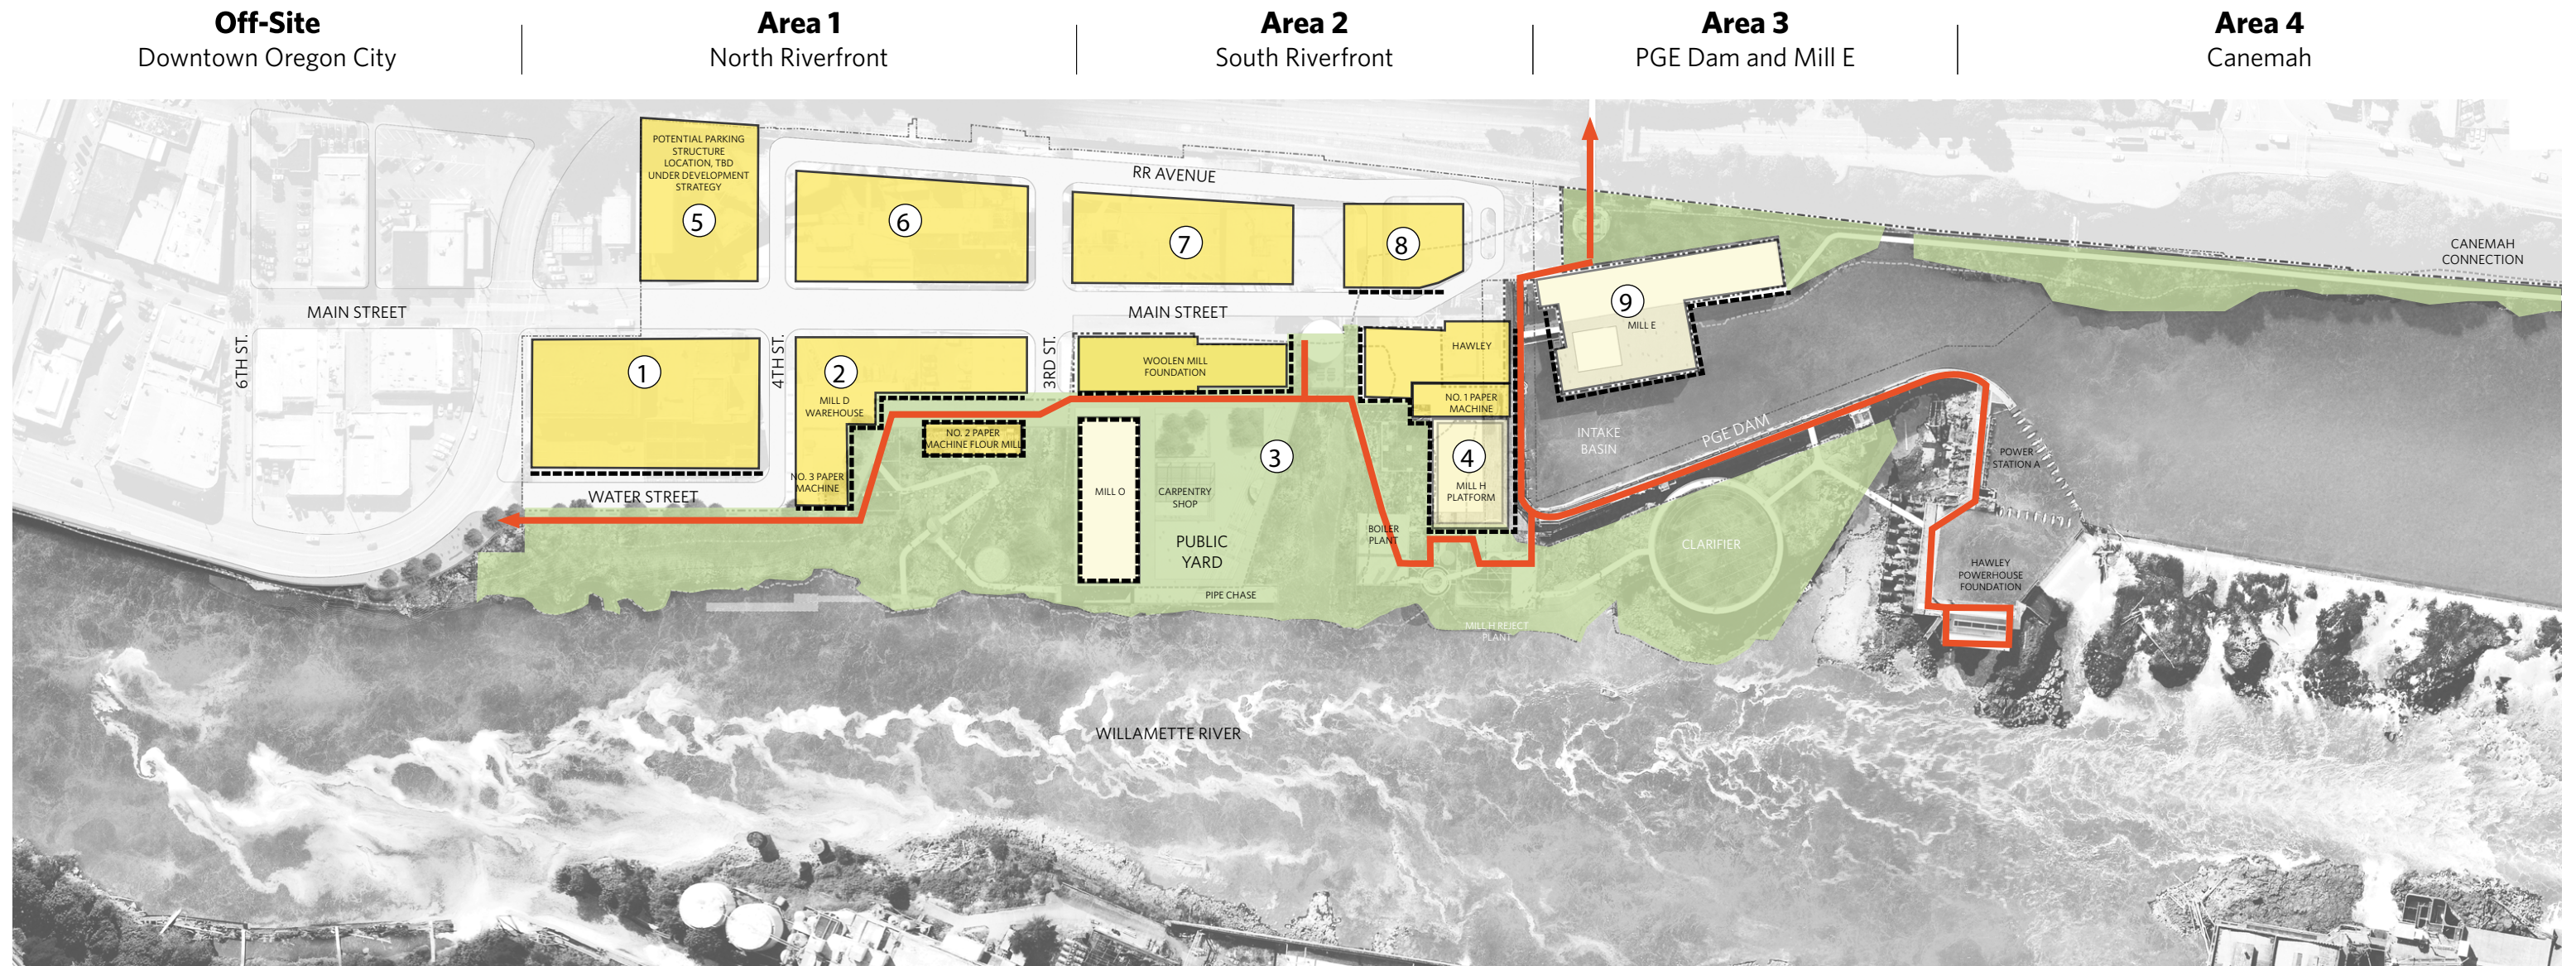 Off-Site
Downtown Oregon City
Area 1
North Riverfront
Area 2
South Riverfront
Area 3
PGE Dam and Mill E
Area 4
Canemah
POTENTIAL PARKING
STRUCTURE
LOCATION, TBD
UNDER DEVELOPMENT
STRATEGY
5
6
7
8
RR AVENUE
CANEMAH
CONNECTION
MAIN STREET
MAIN STREET
9
MILL E
6TH ST.
4TH ST.
3RD ST.
1
2
MILL D
WAREHOUSE
WOOLEN MILL
FOUNDATION
HAWLEY
NO. 1 PAPER
MACHINE
NO. 2 PAPER
MACHINE FLOUR MILL
3
4
MILL H
PLATFORM
INTAKE
BASIN
PGE DAM
POWER
STATION A
NO. 3 PAPER
MACHINE
WATER STREET
MILL O
CARPENTRY
SHOP
PUBLIC
YARD
BOILER
PLANT
CLARIFIER
HAWLEY
POWERHOUSE
FOUNDATION
PIPE CHASE
MILL H REJECT
PLANT
WILLAMETTE RIVER